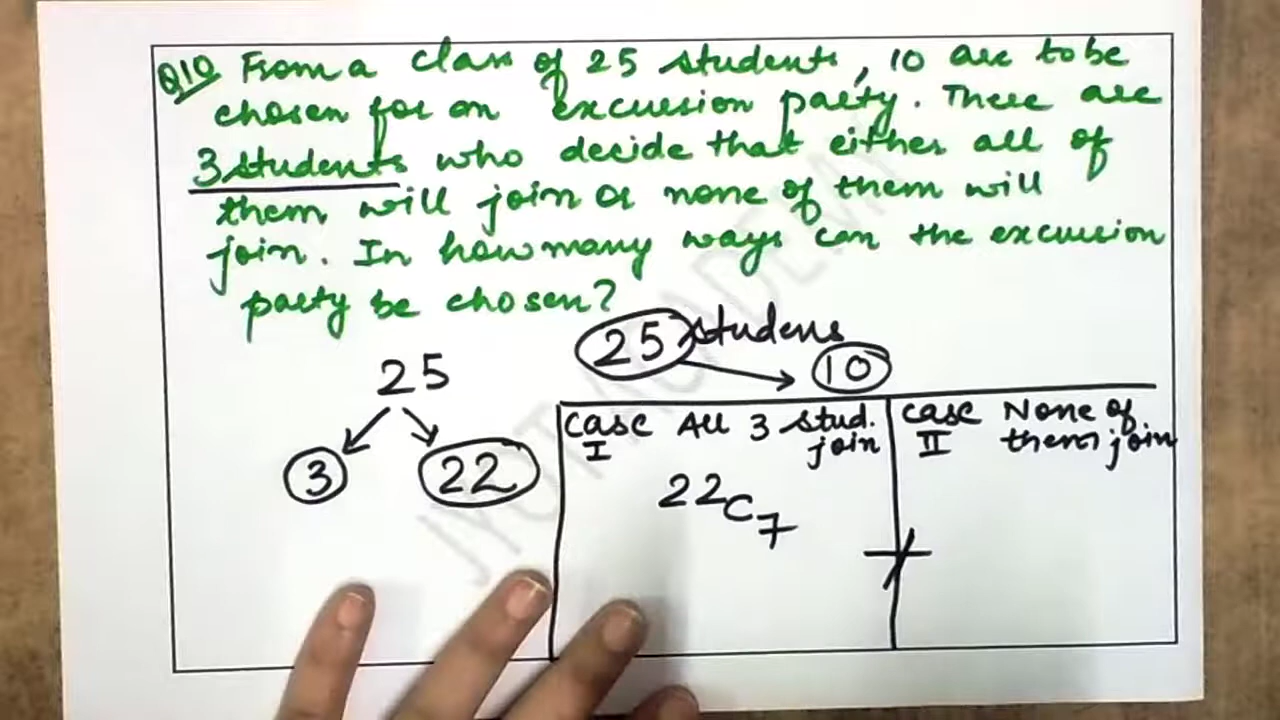 Q10 From a class of 25 students, 10 are to be
chosen for an excursion party. There are
3 students who decide that either all of
them will join or none of them will
join. In how many ways can the excursion
party be chosen?
25 students
10
25
3 22
Case I All 3 stud. join
22C7
Case II None of them join
JYOTI ACADEMY